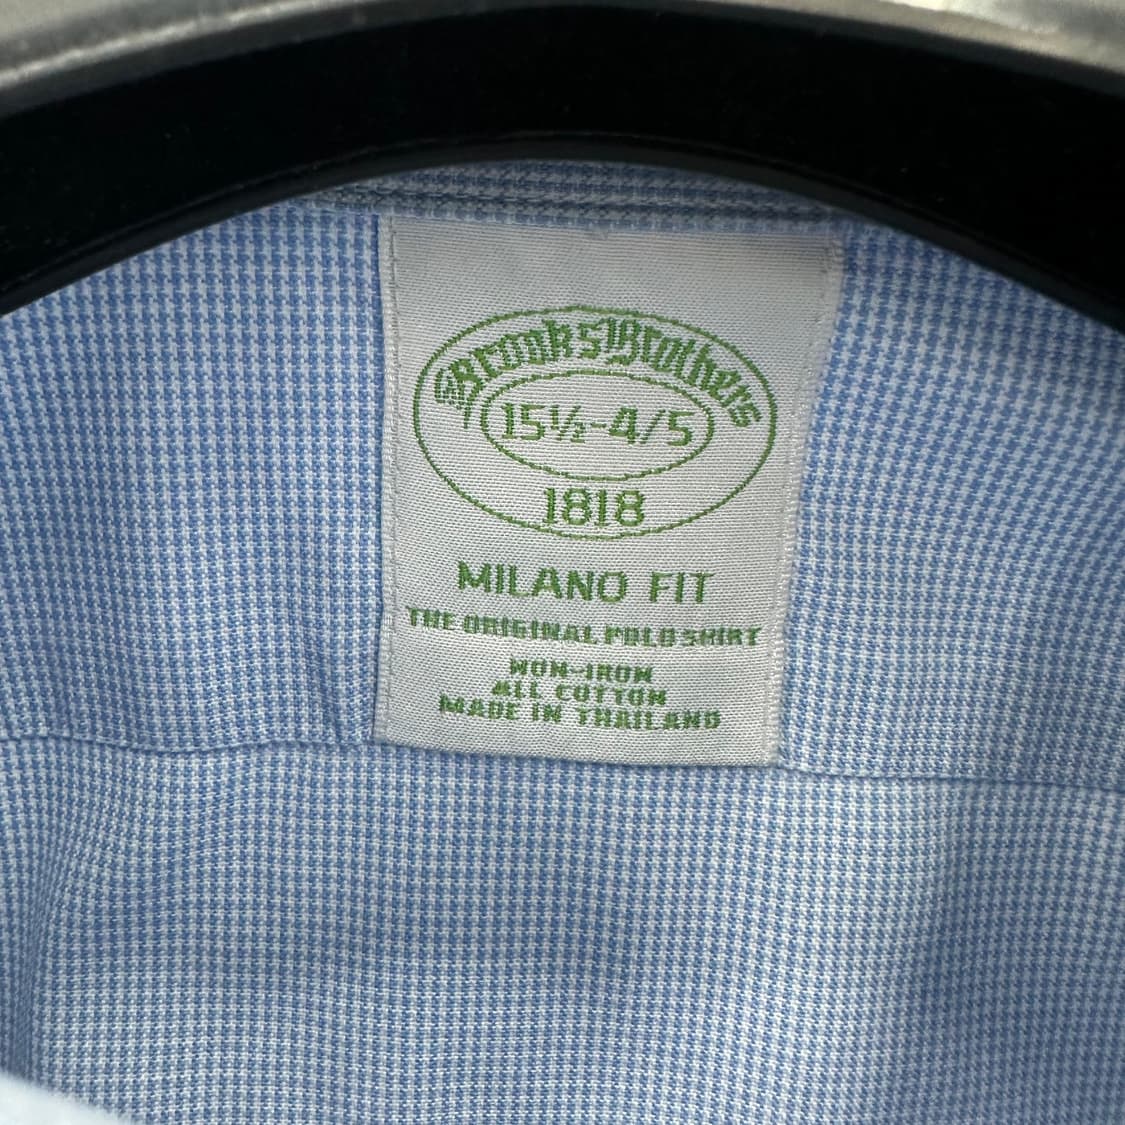 Brooks Brothers
15½-4/5
1818
MILANO FIT
THE ORIGINAL POLO SHIRT
NON-IRON
ALL COTTON
MADE IN THAILAND